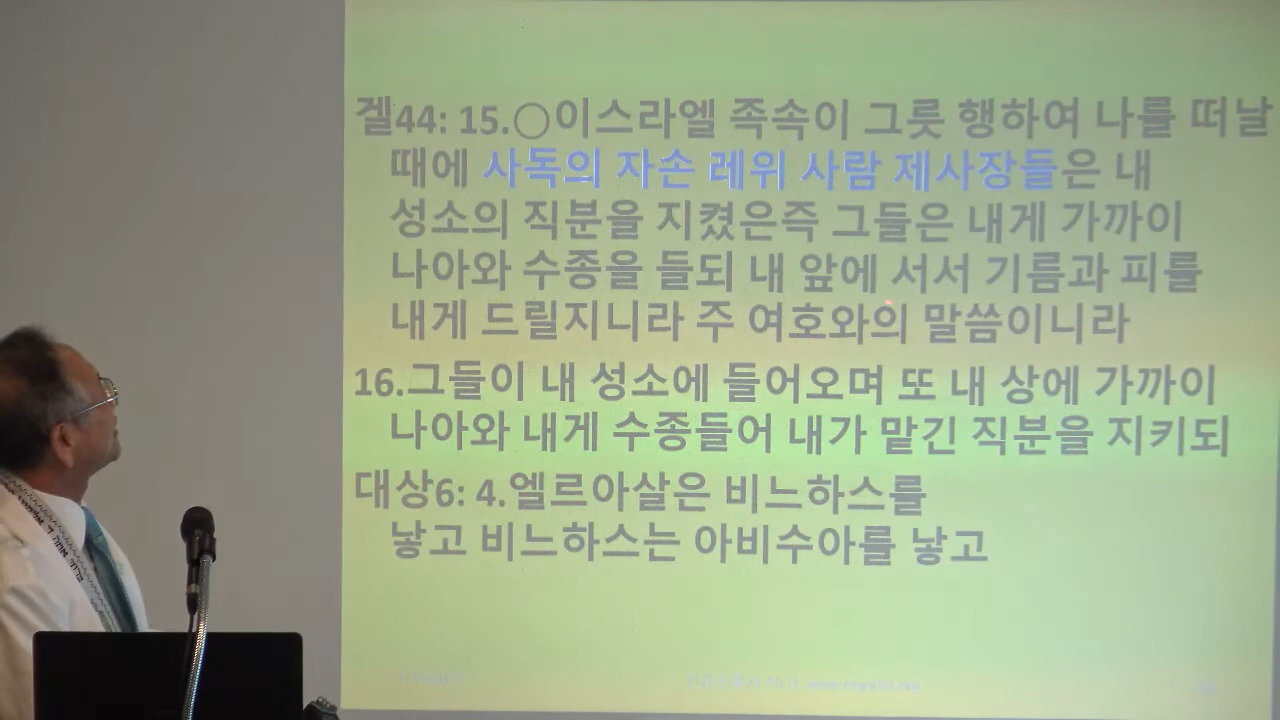 겔44: 15.○이스라엘 족속이 그릇 행하여 나를 떠날
때에 사독의 자손 레위 사람 제사장들은 내
성소의 직분을 지켰은즉 그들은 내게 가까이
나아와 수종을 들되 내 앞에 서서 기름과 피를
내게 드릴지니라 주 여호와의 말씀이니라
16.그들이 내 성소에 들어오며 또 내 상에 가까이
나아와 내게 수종들어 내가 맡긴 직분을 지키되
대상6: 4.엘르아살은 비느하스를
낳고 비느하스는 아비수아를 낳고